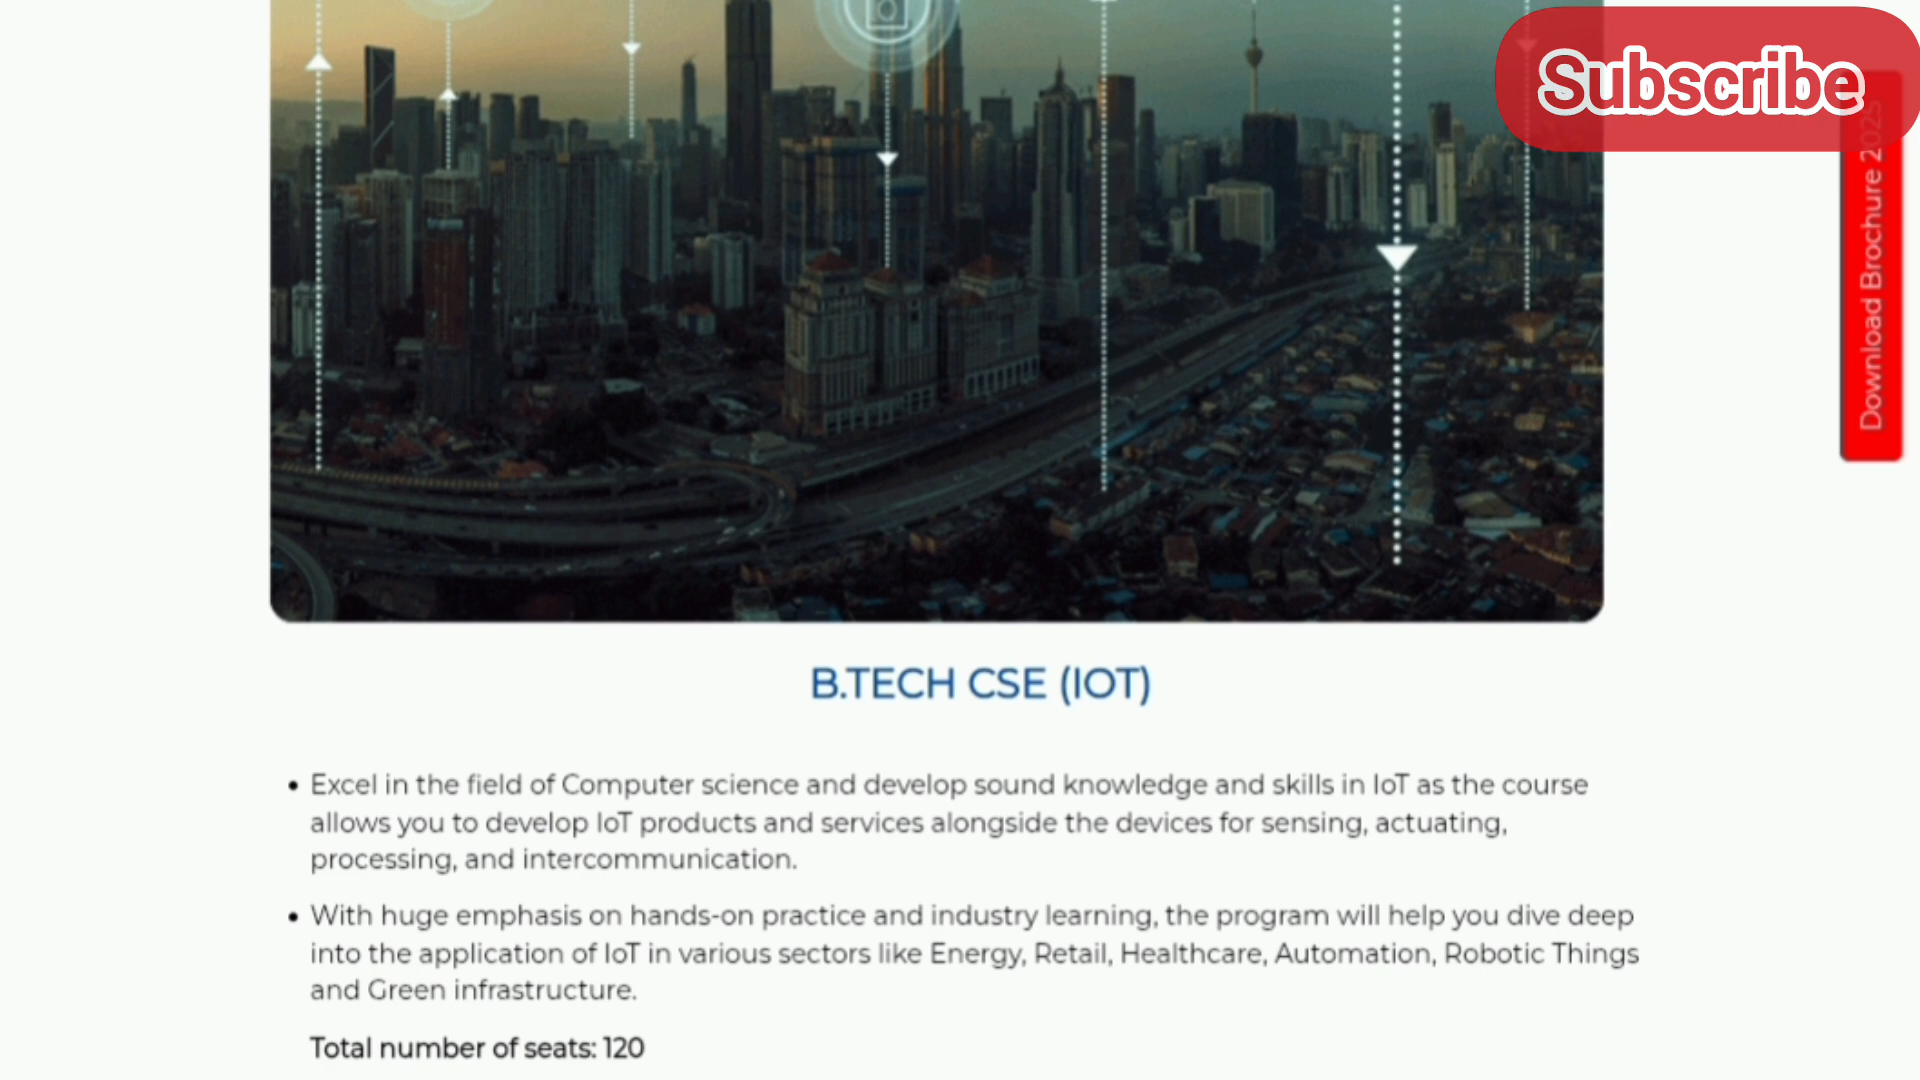 Subscribe
Download Brochure 2025
B.TECH CSE (IOT)
• Excel in the field of Computer science and develop sound knowledge and skills in IoT as the course
allows you to develop IoT products and services alongside the devices for sensing, actuating,
processing, and intercommunication.
• With huge emphasis on hands-on practice and industry learning, the program will help you dive deep
into the application of IoT in various sectors like Energy, Retail, Healthcare, Automation, Robotic Things
and Green infrastructure.
Total number of seats: 120